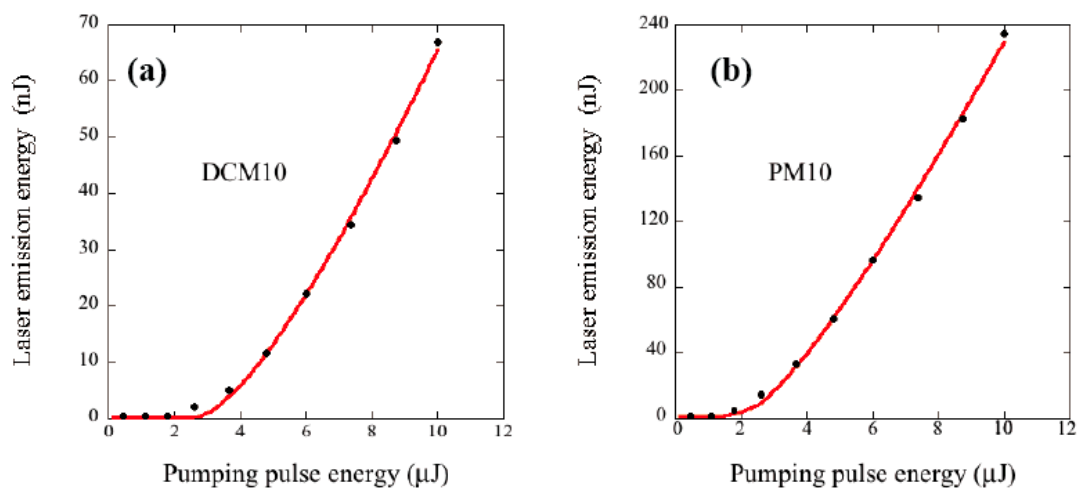 70
60
50
40
30
20
10
0
0 2 4 6 8 10 12
Laser emission energy (nJ)
(a)
DCM10
Pumping pulse energy (µJ)
240
200
160
120
80
40
0
0 2 4 6 8 10 12
Laser emission energy (nJ)
(b)
PM10
Pumping pulse energy (µJ)